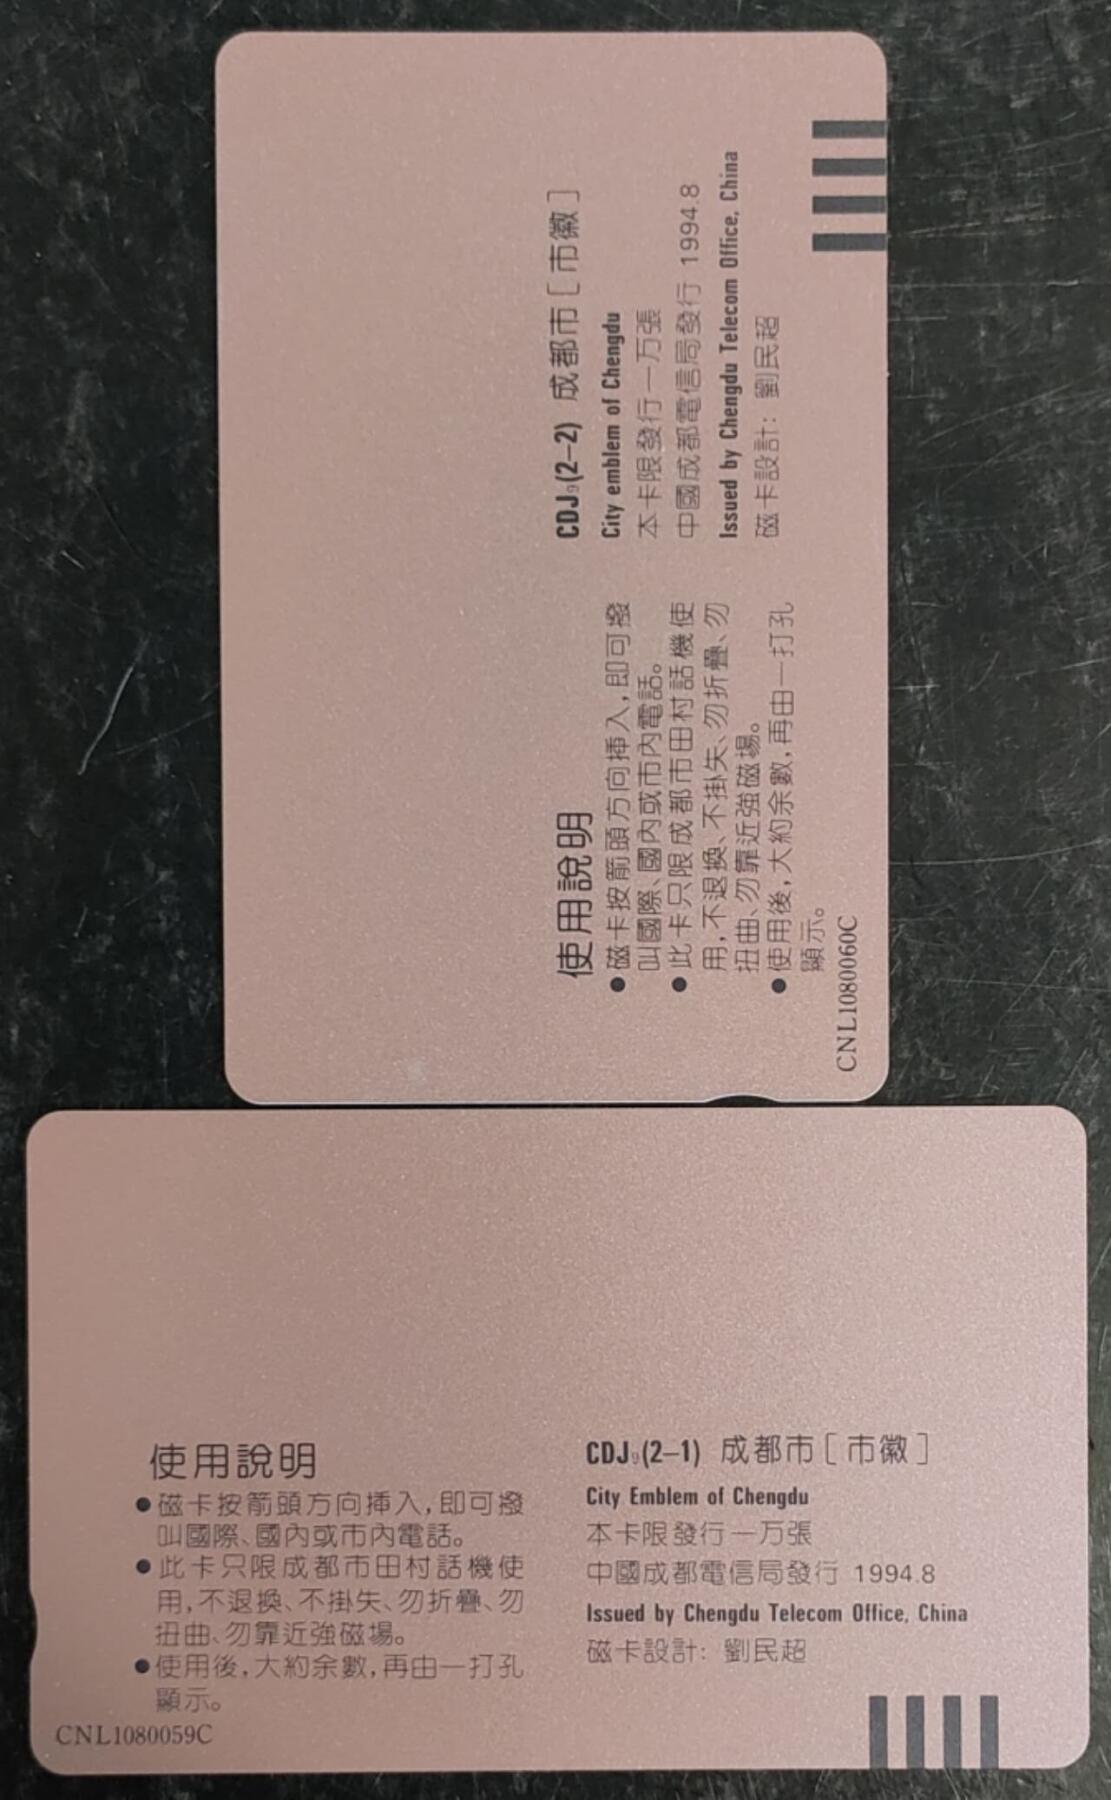 使用說明
●磁卡按箭頭方向挿入,即可撥
叫國際、國內或市內電話。
●此卡只限成都市田村話機使
用,不退換、不掛失、勿折疊、勿
扭曲、勿靠近強磁場。
●使用後,大約余數,再由一打孔
顯示。
CNL1080060C
CDJ9(2-2) 成都市[市徽]
City emblem of Chengdu
本卡限發行一万張
中國成都電信局發行 1994.8
Issued by Chengdu Telecom Office, China
磁卡設計: 劉民超
使用說明
●磁卡按箭頭方向挿入,即可撥
叫國際、國內或市內電話。
●此卡只限成都市田村話機使
用,不退換、不掛失、勿折疊、勿
扭曲、勿靠近強磁場。
●使用後,大約余數,再由一打孔
顯示。
CNL1080059C
CDJ9(2-1) 成都市[市徽]
City Emblem of Chengdu
本卡限發行一万張
中國成都電信局發行 1994.8
Issued by Chengdu Telecom Office, China
磁卡設計: 劉民超